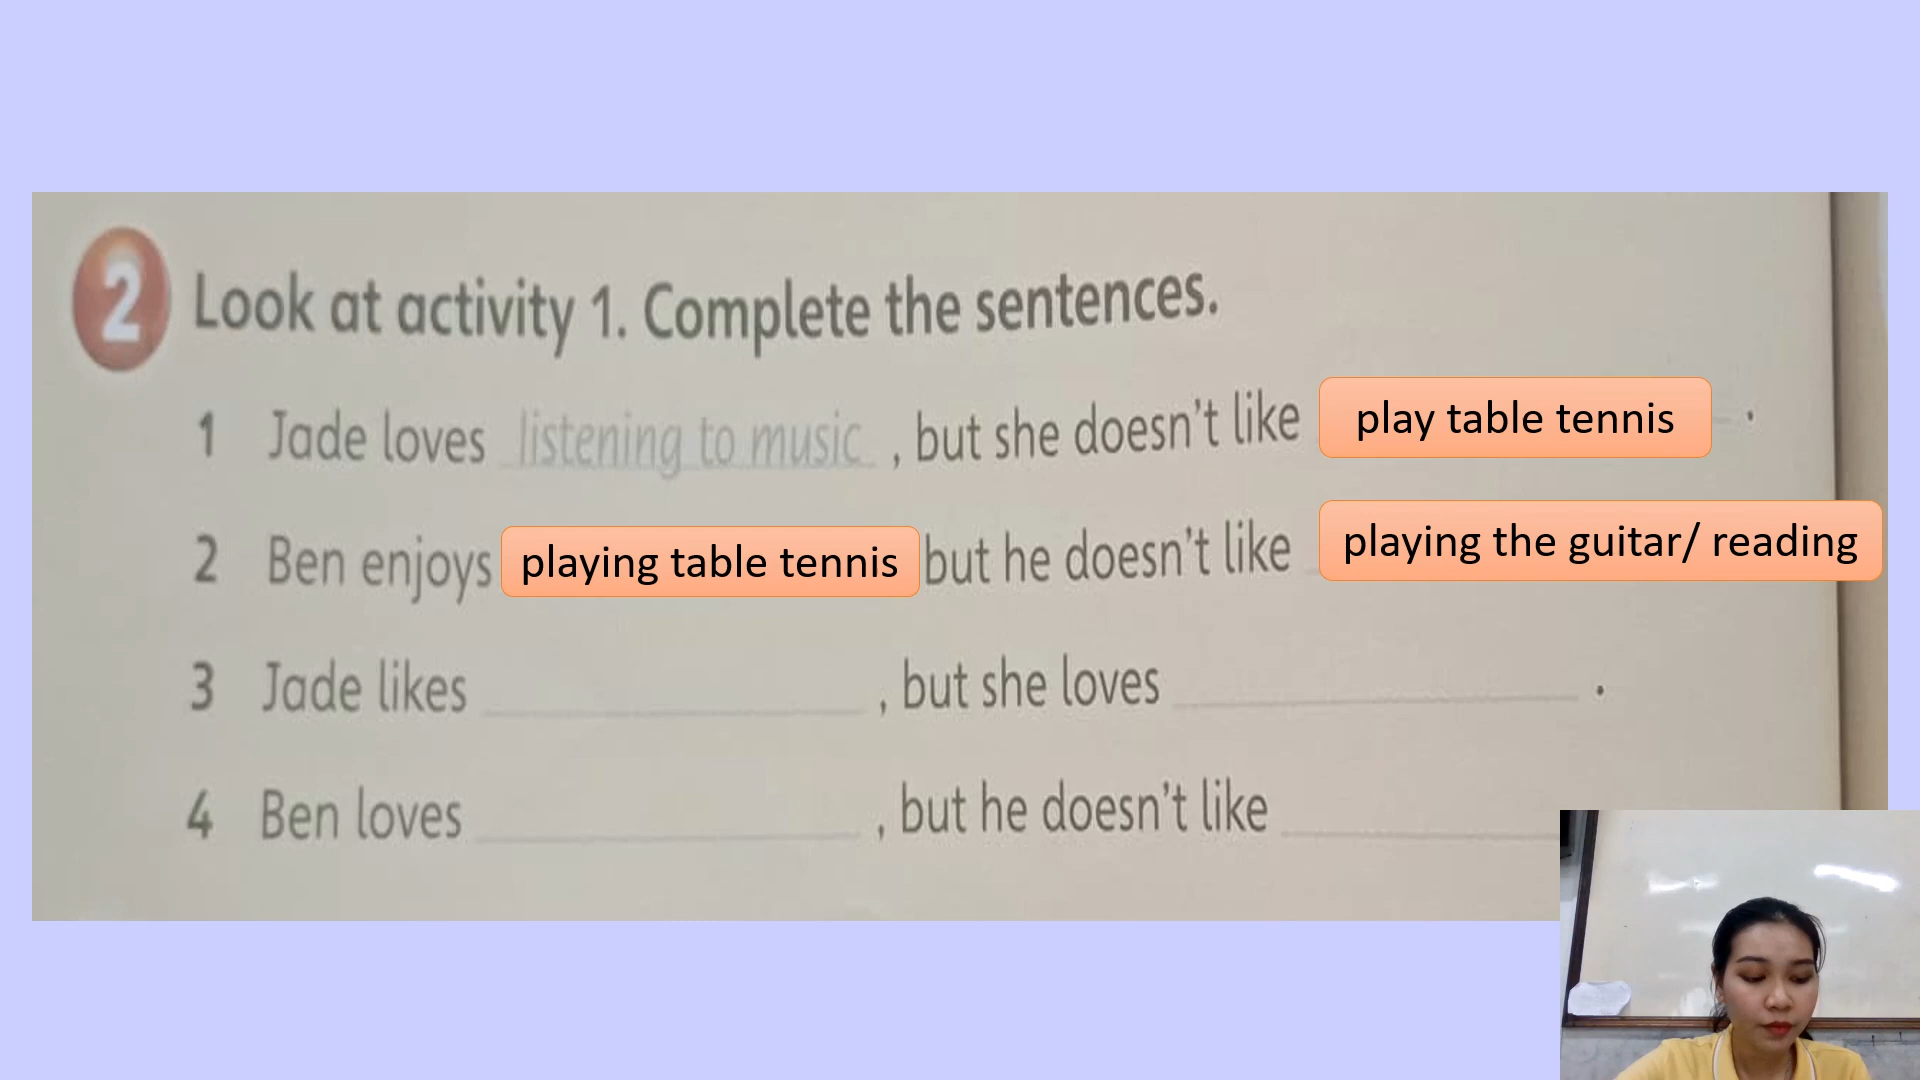 2 Look at activity 1. Complete the sentences.
1 Jade loves listening to music , but she doesn't like play table tennis .
2 Ben enjoys playing table tennis but he doesn't like playing the guitar/ reading
3 Jade likes , but she loves .
4 Ben loves , but he doesn't like